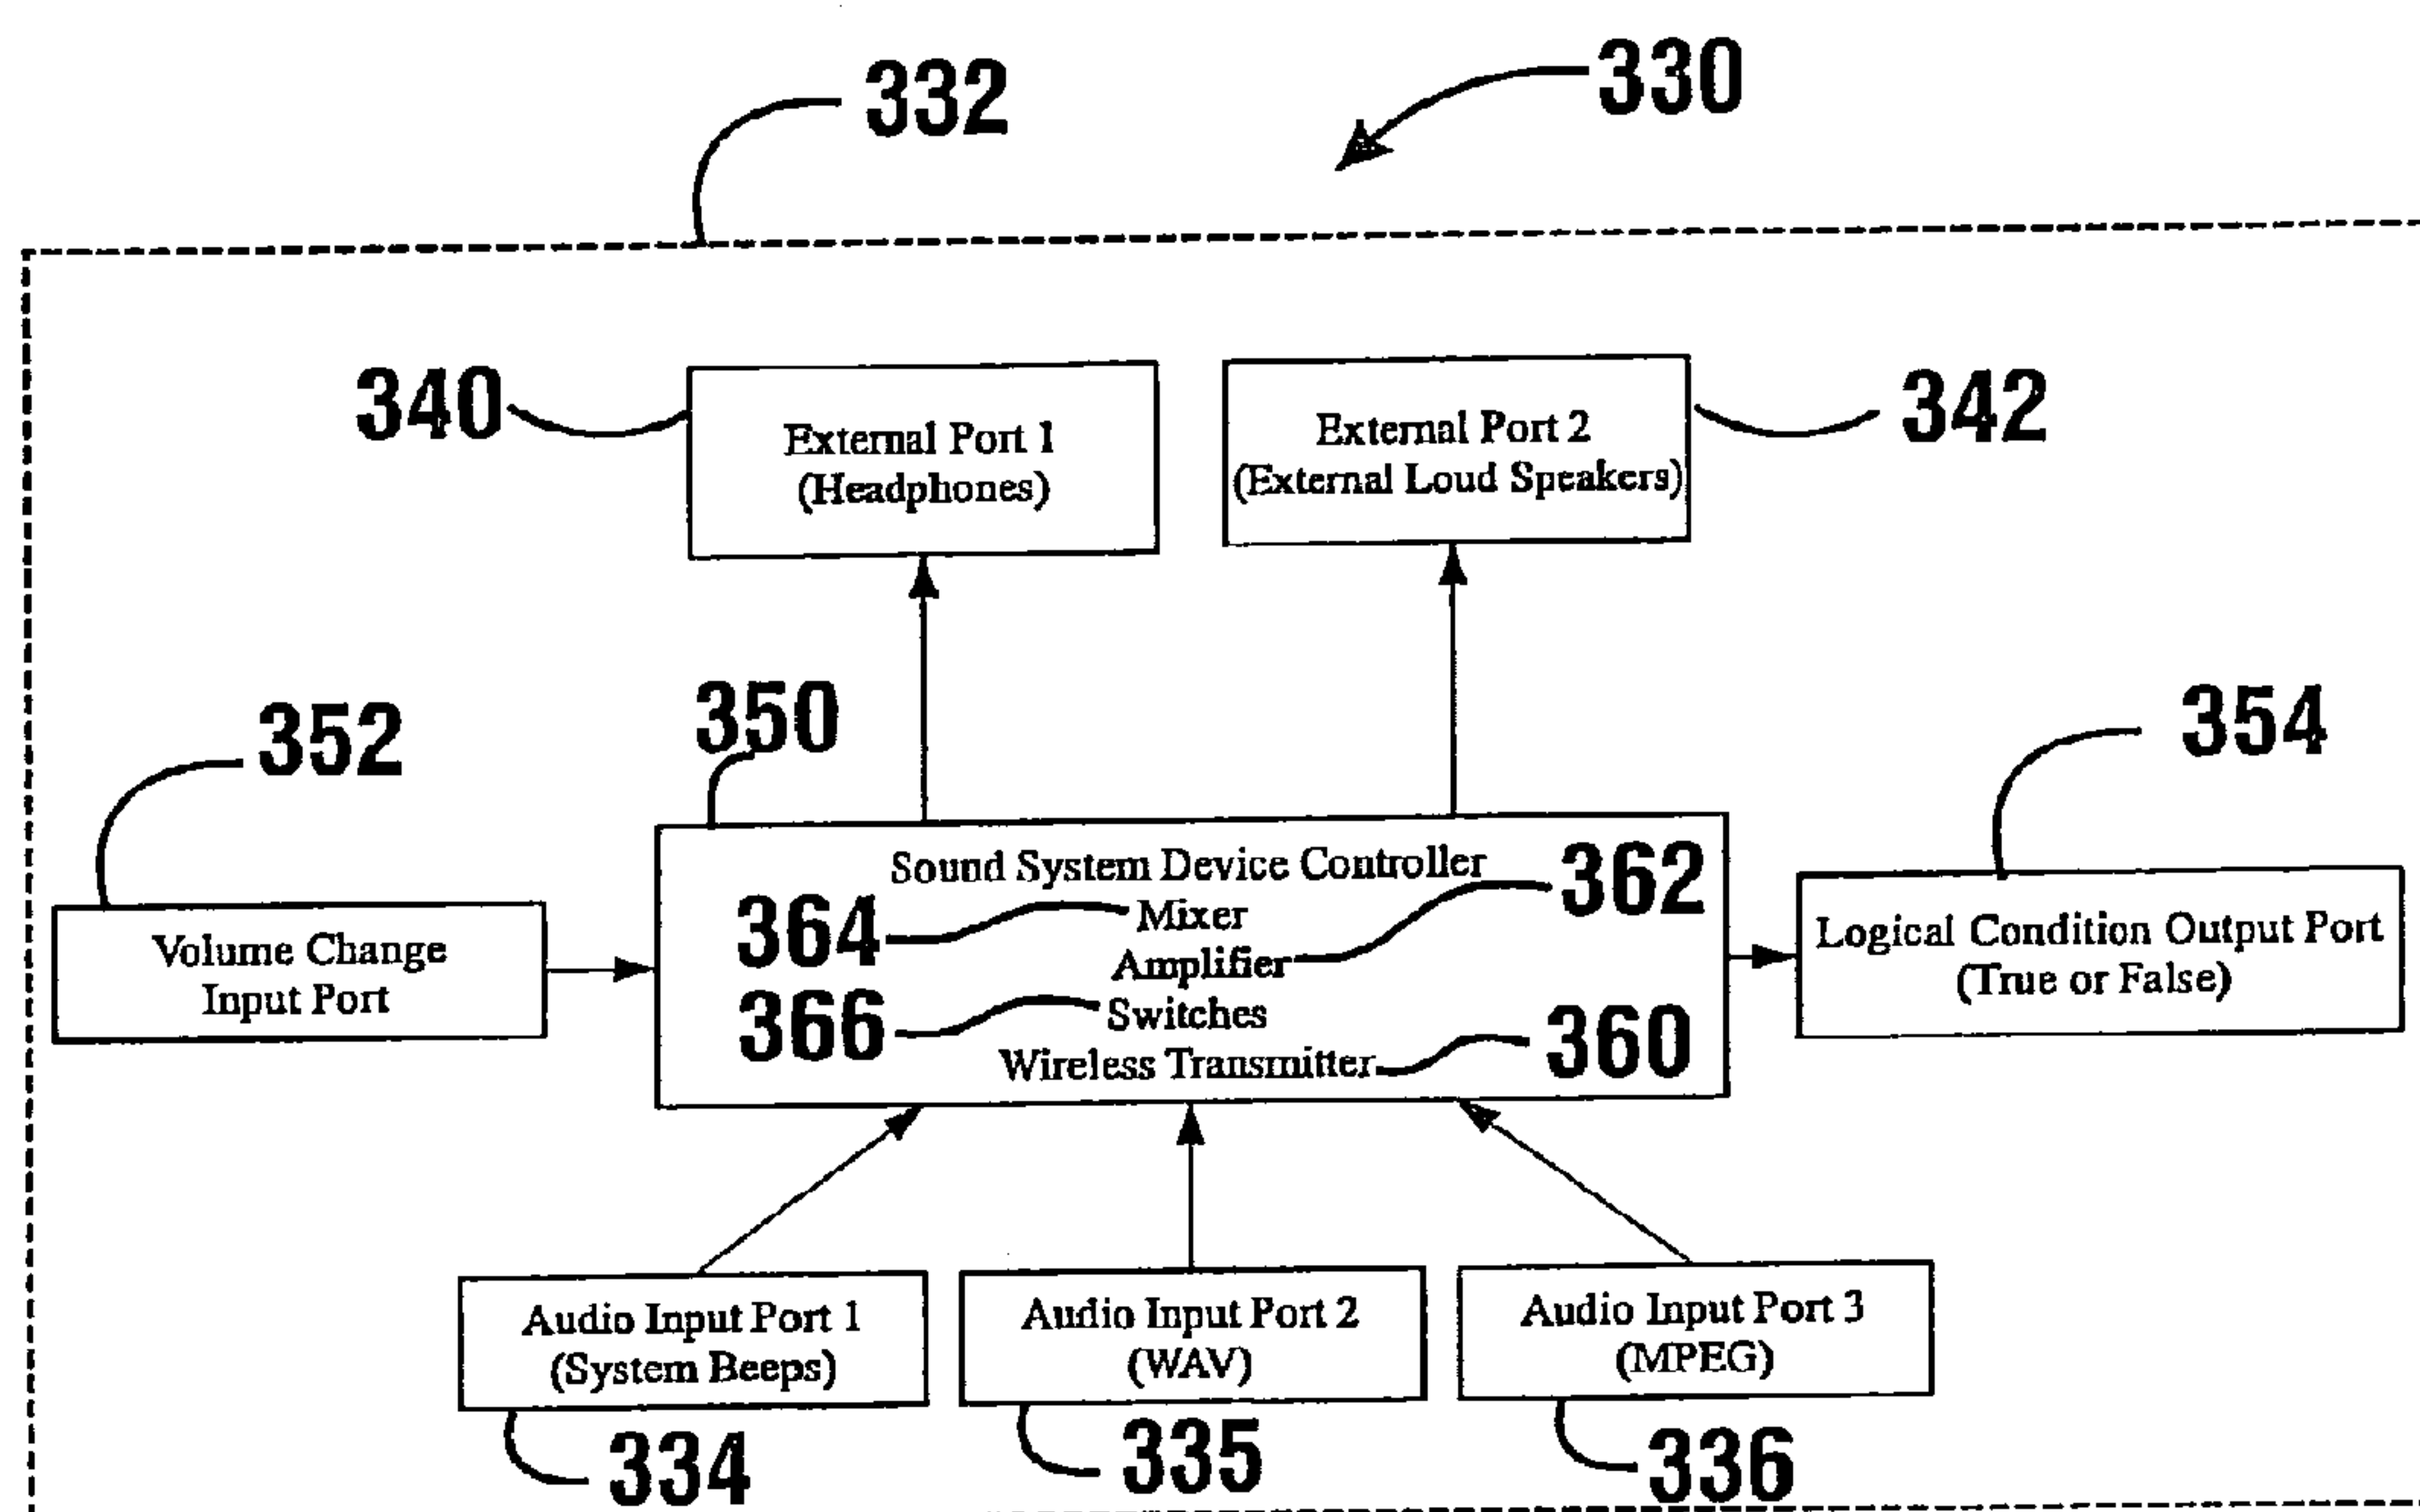 332
330
340
External Port 1
(Headphones)
External Port 2
(External Loud Speakers)
342
352
350
354
Volume Change
Input Port
Sound System Device Controller
362
364
Mixer
Amplifier
366
Switches
Wireless Transmitter
360
Logical Condition Output Port
(True or False)
Audio Input Port 1
(System Beeps)
Audio Input Port 2
(WAV)
Audio Input Port 3
(MPEG)
334
335
336